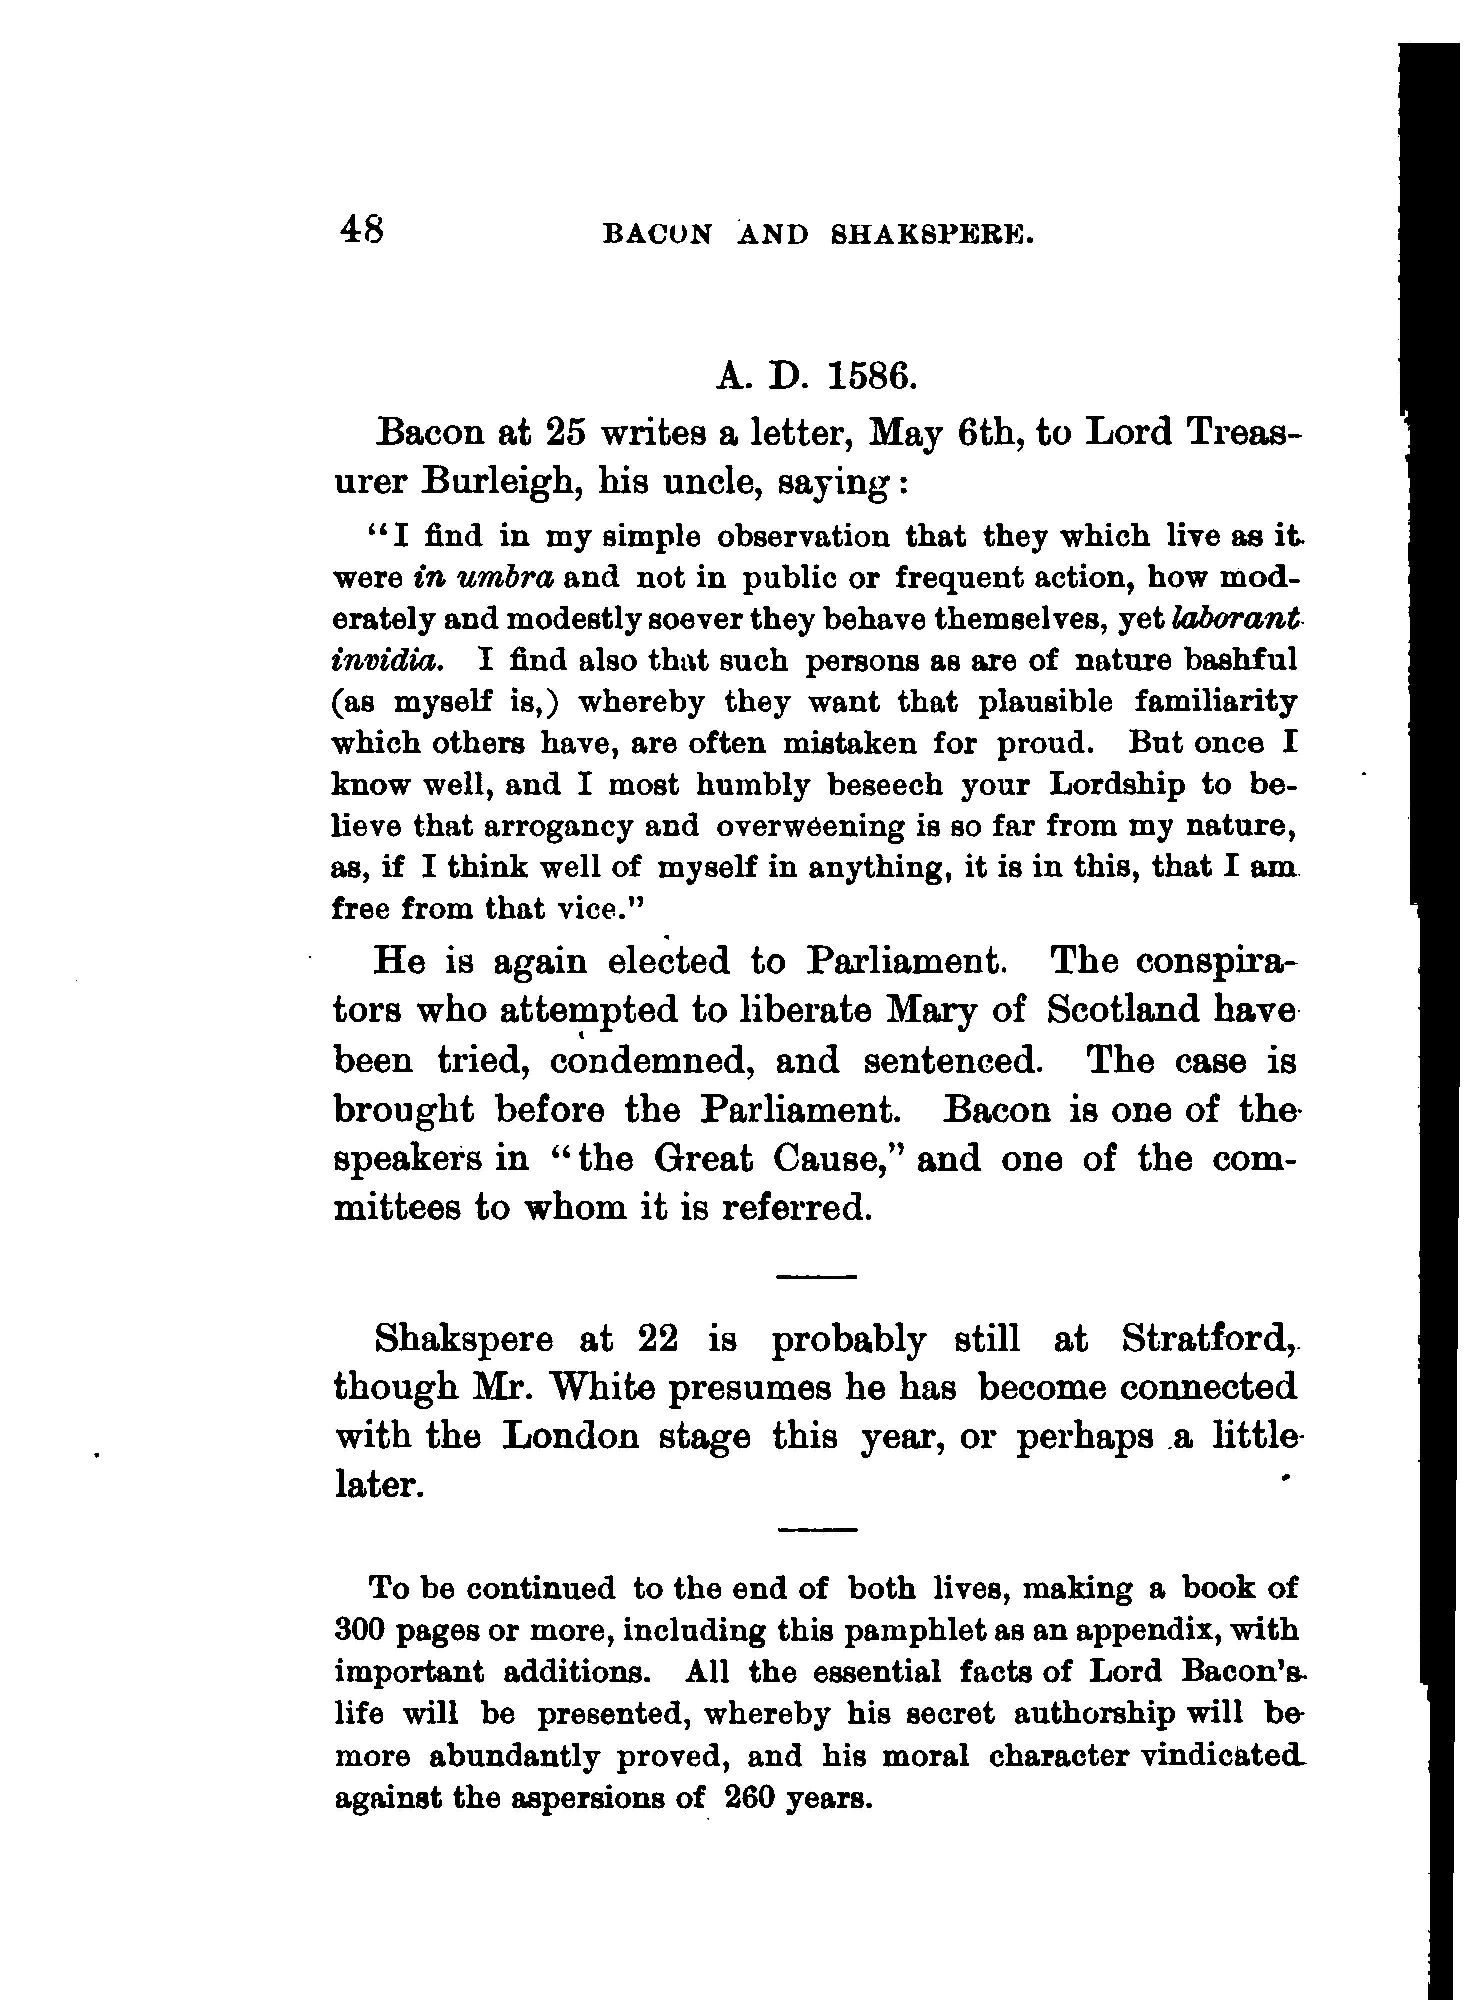 48 BACON AND SHAKSPERE.
A. D. 1586.
Bacon at 25 writes a letter, May 6th, to Lord Treas-
urer Burleigh, his uncle, saying:
"I find in my simple observation that they which live as it
were in umbra and not in public or frequent action, how mod-
erately and modestly soever they behave themselves, yet laborant
invidia. I find also that such persons as are of nature bashful
(as myself is,) whereby they want that plausible familiarity
which others have, are often mistaken for proud. But once I
know well, and I most humbly beseech your Lordship to be-
lieve that arrogancy and overweening is so far from my nature,
as, if I think well of myself in anything, it is in this, that I am
free from that vice."
He is again elected to Parliament. The conspira-
tors who attempted to liberate Mary of Scotland have
been tried, condemned, and sentenced. The case is
brought before the Parliament. Bacon is one of the
speakers in "the Great Cause," and one of the com-
mittees to whom it is referred.
Shakspere at 22 is probably still at Stratford,
though Mr. White presumes he has become connected
with the London stage this year, or perhaps a little
later.
To be continued to the end of both lives, making a book of
300 pages or more, including this pamphlet as an appendix, with
important additions. All the essential facts of Lord Bacon's
life will be presented, whereby his secret authorship will be
more abundantly proved, and his moral character vindicated
against the aspersions of 260 years.